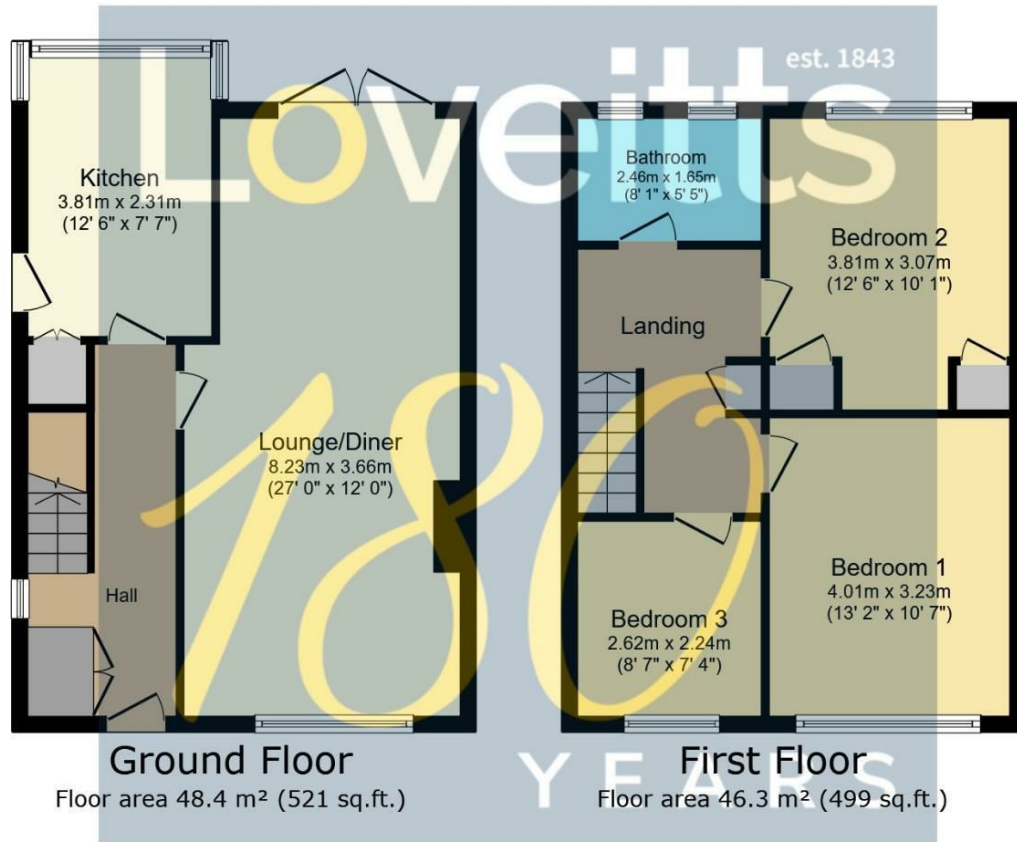 Loveitts
est. 1843
Kitchen
3.81m x 2.31m
(12' 6" x 7' 7")
Lounge/Diner
8.23m x 3.66m
(27' 0" x 12' 0")
Hall
Bathroom
2.46m x 1.65m
(8' 1" x 5' 5")
Bedroom 2
3.81m x 3.07m
(12' 6" x 10' 1")
Landing
Bedroom 1
4.01m x 3.23m
(13' 2" x 10' 7")
Bedroom 3
2.62m x 2.24m
(8' 7" x 7' 4")
180
YEARS
Ground Floor
Floor area 48.4 m² (521 sq.ft.)
First Floor
Floor area 46.3 m² (499 sq.ft.)